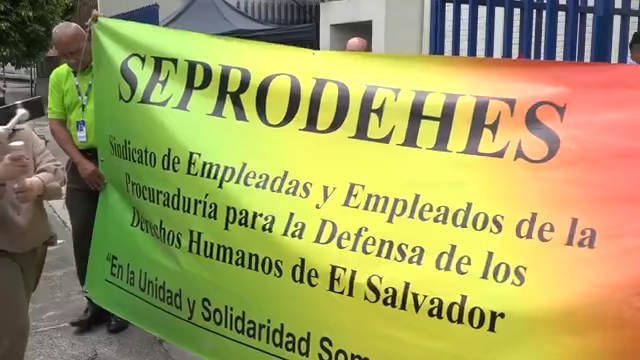 SEPRODEHES
Sindicato de Empleadas y Empleados de la
Procuraduría para la Defensa de los
Derechos Humanos de El Salvador
"En la Unidad y Solidaridad Som